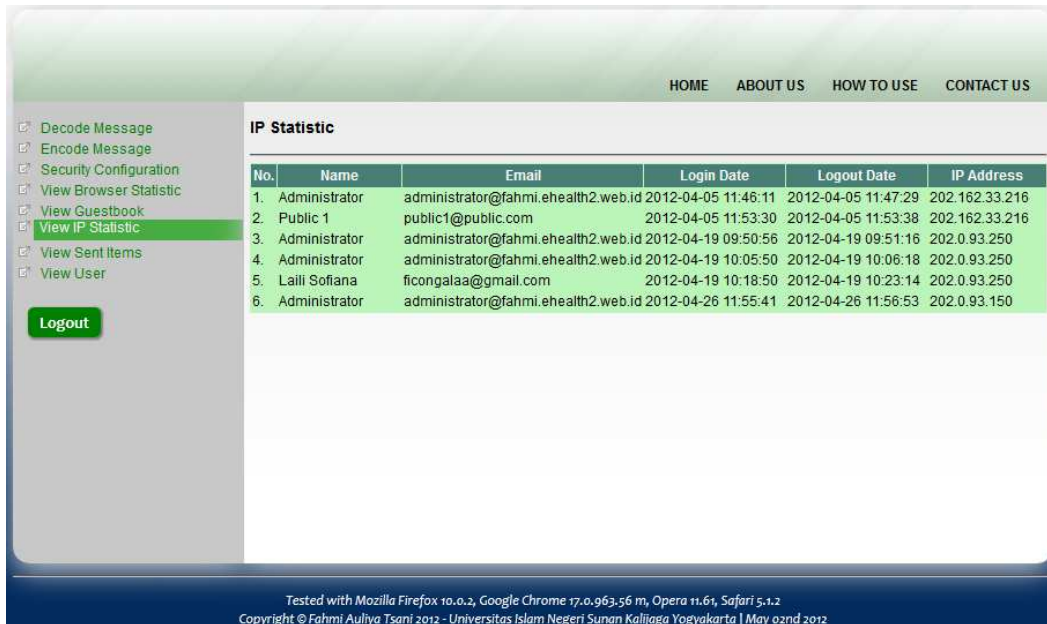 HOME ABOUT US HOW TO USE CONTACT US
Decode Message
Encode Message
Security Configuration
View Browser Statistic
View Guestbook
View IP Statistic
View Sent Items
View User
Logout
IP Statistic
No. Name Email Login Date Logout Date IP Address
1. Administrator administrator@fahmi.ehealth2.web.id 2012-04-05 11:46:11 2012-04-05 11:47:29 202.162.33.216
2. Public 1 public1@public.com 2012-04-05 11:53:30 2012-04-05 11:53:38 202.162.33.216
3. Administrator administrator@fahmi.ehealth2.web.id 2012-04-19 09:50:56 2012-04-19 09:51:16 202.0.93.250
4. Administrator administrator@fahmi.ehealth2.web.id 2012-04-19 10:05:50 2012-04-19 10:06:18 202.0.93.250
5. Laili Sofiana ficongalaa@gmail.com 2012-04-19 10:18:50 2012-04-19 10:23:14 202.0.93.250
6. Administrator administrator@fahmi.ehealth2.web.id 2012-04-26 11:55:41 2012-04-26 11:56:53 202.0.93.150
Tested with Mozilla Firefox 10.0.2, Google Chrome 17.0.963.56 m, Opera 11.61, Safari 5.1.2
Copyright © Fahmi Auliya Tsani 2012 - Universitas Islam Negeri Sunan Kalijaga Yogyakarta | May 02nd 2012